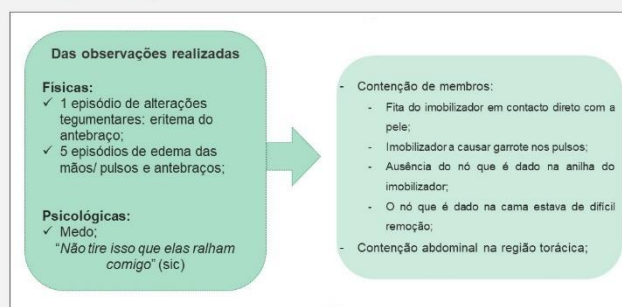 Das observações realizadas
Físicas:
✓ 1 episódio de alterações
tegumentares: eritema do
antebraço;
✓ 5 episódios de edema das
mãos/ pulsos e antebraços;
Psicológicas:
✓ Medo;
“Não tire isso que elas ralham
comigo” (sic)
- Contenção de membros:
- Fita do imobilizador em contacto direto com a
pele;
- Imobilizador a causar garrote nos pulsos;
- Ausência do nó que é dado na anilha do
imobilizador;
- O nó que é dado na cama estava de difícil
remoção;
- Contenção abdominal na região torácica;